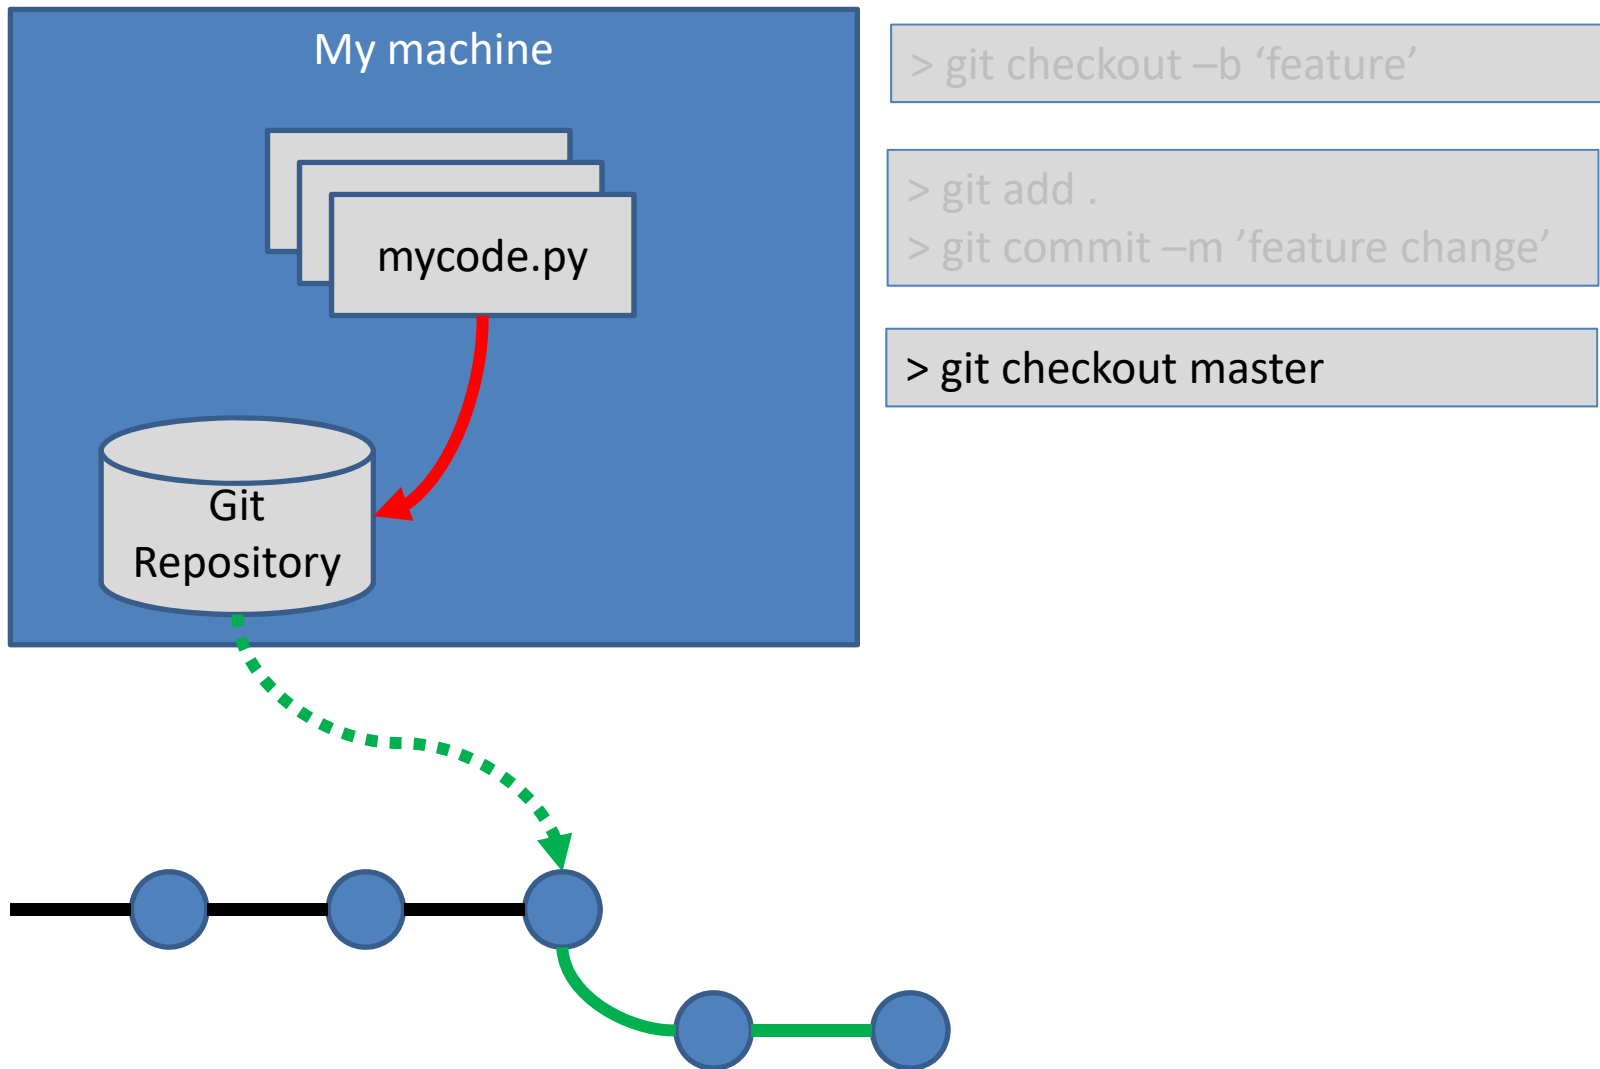 My machine
mycode.py
Git
Repository
> git checkout –b ‘feature’
> git add .
> git commit –m ’feature change’
> git checkout master